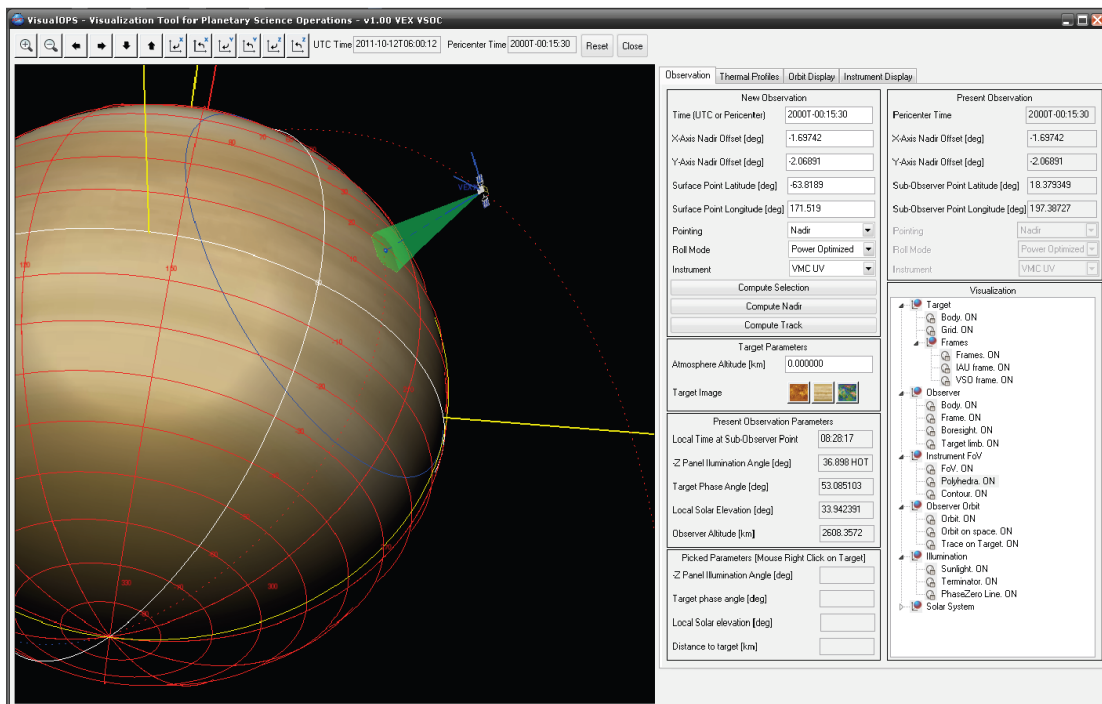 VisualOPS - Visualization Tool for Planetary Science Operations - v1.00 VEX VSOC
UTC Time 2011-10-12T06:00:12 Pericenter Time 2000T-00:15:30 Reset Close
Observation Thermal Profiles Orbit Display Instrument Display
New Observation
Time (UTC or Pericenter) 2000T-00:15:30
X-Axis Nadir Offset [deg] -1.69742
Y-Axis Nadir Offset [deg] -2.06891
Surface Point Latitude [deg] -63.8189
Surface Point Longitude [deg] 171.519
Pointing Nadir
Roll Mode Power Optimized
Instrument VMC UV
Compute Selection
Compute Nadir
Compute Track
Target Parameters
Atmosphere Altitude [km] 0.000000
Target Image
Present Observation Parameters
Local Time at Sub-Observer Point 08:28:17
-Z Panel Illumination Angle [deg] 36.898 HOT
Target Phase Angle [deg] 53.085103
Local Solar Elevation [deg] 33.942391
Observer Altitude [km] 2608.3572
Picked Parameters [Mouse Right Click on Target]
-Z Panel Illumination Angle [deg]
Target phase angle [deg]
Local Solar elevation [deg]
Distance to target [km]
Present Observation
Pericenter Time 2000T-00:15:30
X-Axis Nadir Offset [deg] -1.69742
Y-Axis Nadir Offset [deg] -2.06891
Sub-Observer Point Latitude [deg] 18.379349
Sub-Observer Point Longitude [deg] 197.38727
Pointing Nadir
Roll Mode Power Optimized
Instrument VMC UV
Visualization
Target
Body. ON
Grid. ON
Frames
Frames. ON
IAU frame. ON
VSO frame. ON
Observer
Body. ON
Frame. ON
Boresight. ON
Target limb. ON
Instrument FoV
FoV. ON
Polyhedra. ON
Contour. ON
Observer Orbit
Orbit. ON
Orbit on space. ON
Trace on Target. ON
Illumination
Sunlight. ON
Terminator. ON
PhaseZero Line. ON
Solar System